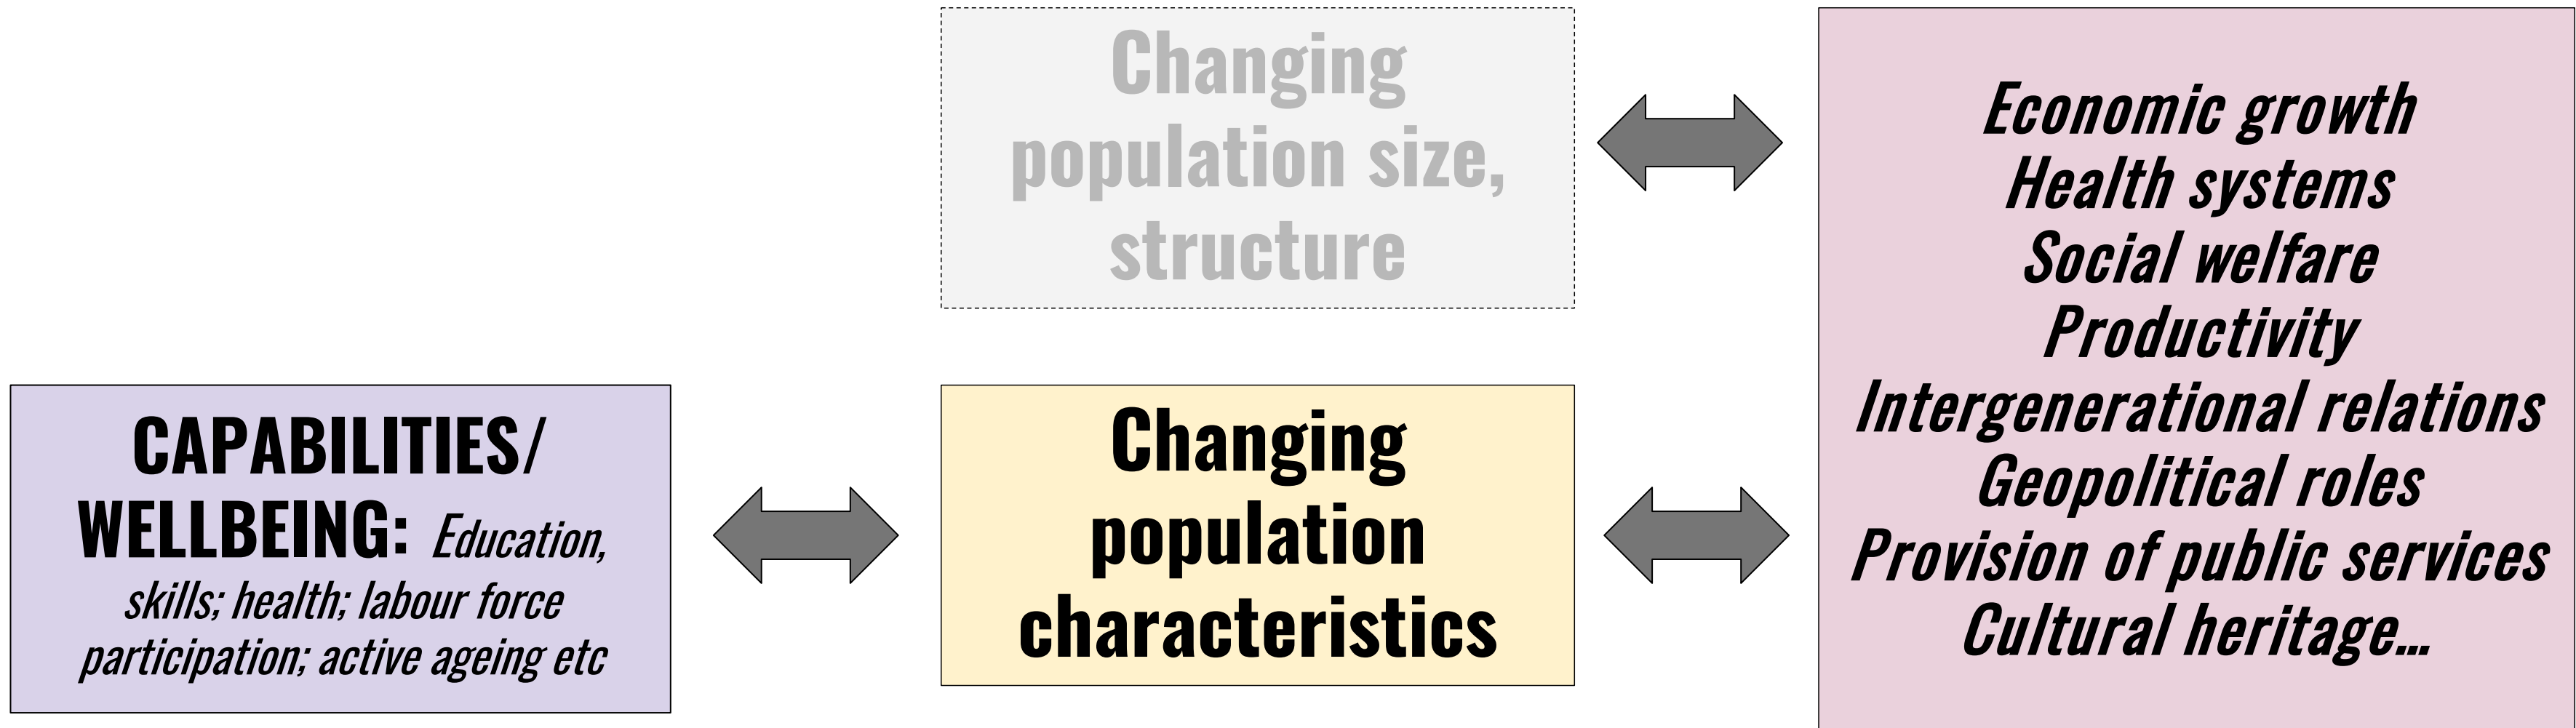 Changing
population size,
structure
CAPABILITIES/
WELLBEING: Education,
skills; health; labour force
participation; active ageing etc
Changing
population
characteristics
Economic growth
Health systems
Social welfare
Productivity
Intergenerational relations
Geopolitical roles
Provision of public services
Cultural heritage...